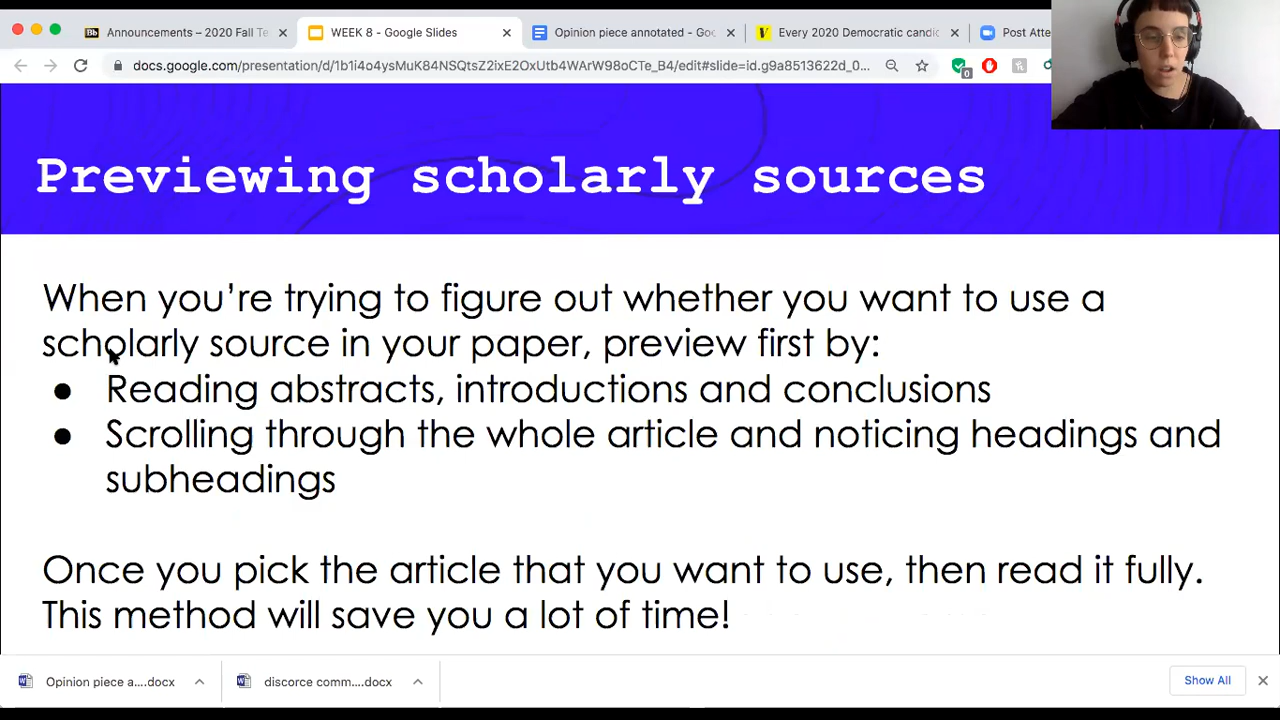 Announcements – 2020 Fall Te
WEEK 8 - Google Slides
Opinion piece annotated - Goo
Every 2020 Democratic candid
Post Atte
docs.google.com/presentation/d/1b1i4o4ysMuK84NSQtsZ2ixE2OxUtb4WArW98oCTe_B4/edit#slide=id.g9a8513622d_0...
0
Previewing scholarly sources
When you're trying to figure out whether you want to use a
scholarly source in your paper, preview first by:
● Reading abstracts, introductions and conclusions
● Scrolling through the whole article and noticing headings and
subheadings
Once you pick the article that you want to use, then read it fully.
This method will save you a lot of time!
Opinion piece a....docx
discorce comm....docx
Show All